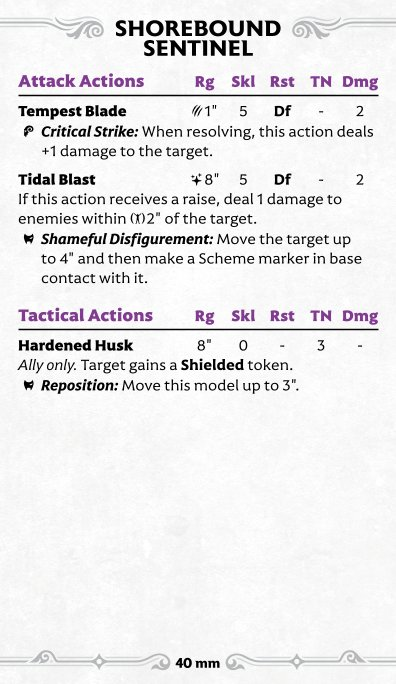 SHOREBOUND
SENTINEL
Attack Actions Rg Skl Rst TN Dmg
Tempest Blade 1" 5 Df - 2
Critical Strike: When resolving, this action deals
+1 damage to the target.
Tidal Blast 8" 5 Df - 2
If this action receives a raise, deal 1 damage to
enemies within 2" of the target.
Shameful Disfigurement: Move the target up
to 4" and then make a Scheme marker in base
contact with it.
Tactical Actions Rg Skl Rst TN Dmg
Hardened Husk 8" 0 - 3 -
Ally only. Target gains a Shielded token.
Reposition: Move this model up to 3".
40 mm